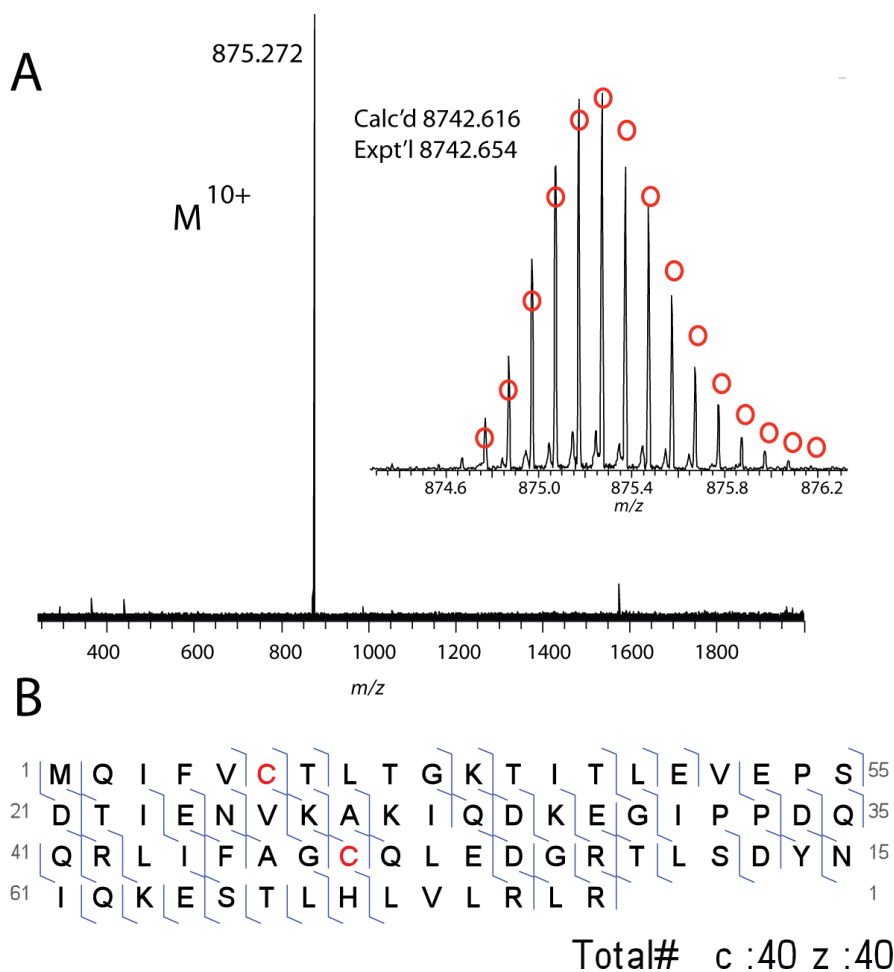 A
875.272
M 10+
Calc'd 8742.616
Expt'l 8742.654
874.6 875.0 875.4 875.8 876.2
m/z
400 600 800 1000 1200 1400 1600 1800
m/z
B
1 M Q I F V C T L T G K T I T L E V E P S 55
21 D T I E N V K A K I Q D K E G I P P D Q 35
41 Q R L I F A G C Q L E D G R T L S D Y N 15
61 I Q K E S T L H L V L R L R 1
Total# c :40 z :40